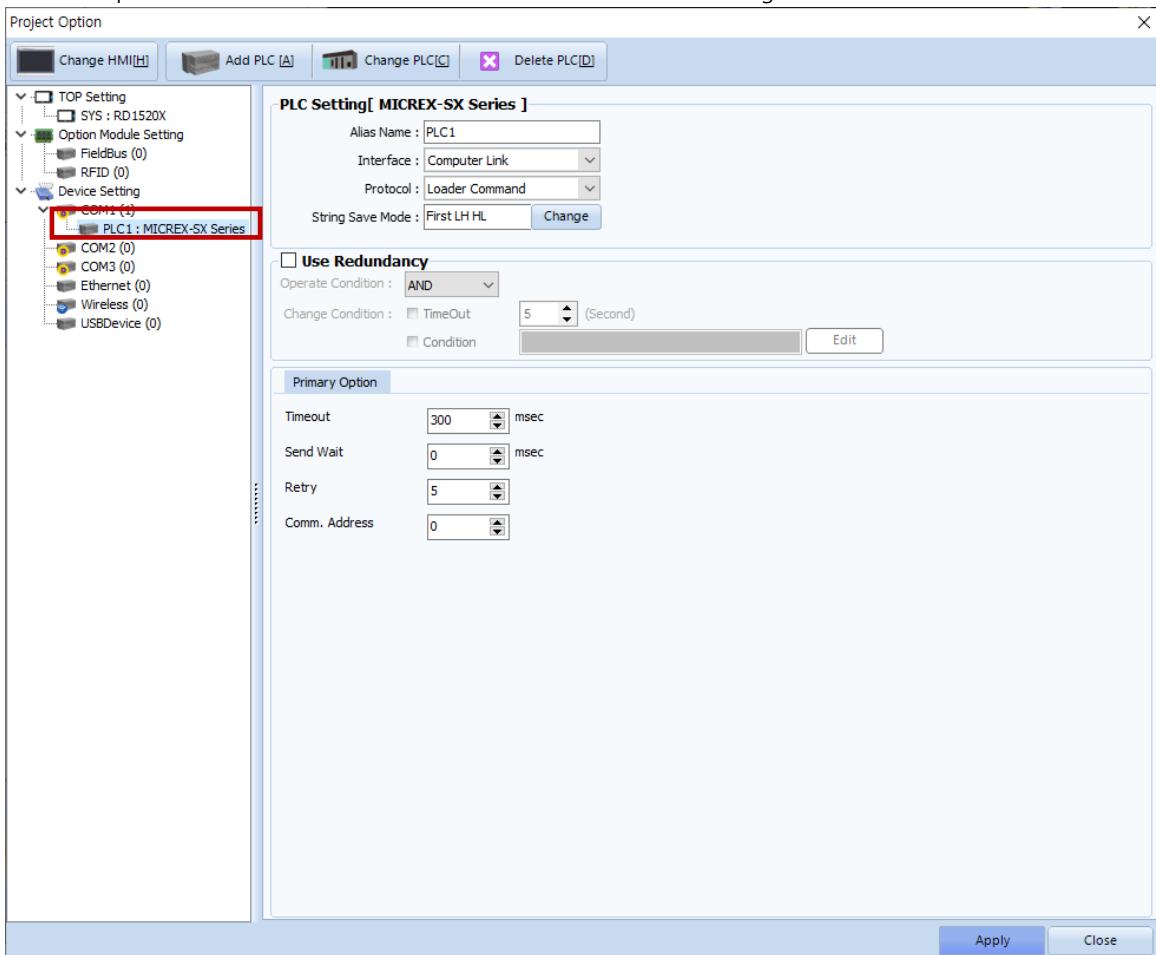 Project Option
Change HMI[H]
Add PLC [A]
Change PLC[C]
Delete PLC[D]
TOP Setting
SYS : RD1520X
Option Module Setting
FieldBus (0)
RFID (0)
Device Setting
COM1 (1)
PLC1 : MICREX-SX Series
COM2 (0)
COM3 (0)
Ethernet (0)
Wireless (0)
USBDevice (0)
PLC Setting[ MICREX-SX Series ]
Alias Name : PLC1
Interface : Computer Link
Protocol : Loader Command
String Save Mode : First LH HL Change
Use Redundancy
Operate Condition : AND
Change Condition : TimeOut 5 (Second)
Condition Edit
Primary Option
Timeout 300 msec
Send Wait 0 msec
Retry 5
Comm. Address 0
Apply Close